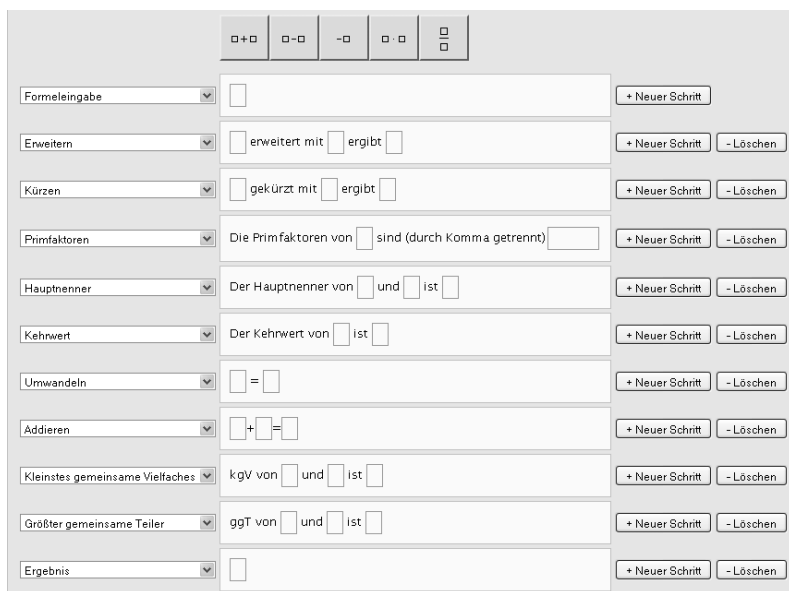 □+□ □-□ -□ □·□ □/□
Formeleingabe + Neuer Schritt
Erweitern erweitert mit ergibt + Neuer Schritt - Löschen
Kürzen gekürzt mit ergibt + Neuer Schritt - Löschen
Primfaktoren Die Primfaktoren von sind (durch Komma getrennt) + Neuer Schritt - Löschen
Hauptnenner Der Hauptnenner von und ist + Neuer Schritt - Löschen
Kehrwert Der Kehrwert von ist + Neuer Schritt - Löschen
Umwandeln = + Neuer Schritt - Löschen
Addieren + = + Neuer Schritt - Löschen
Kleinstes gemeinsame Vielfaches kgV von und ist + Neuer Schritt - Löschen
Größter gemeinsame Teiler ggT von und ist + Neuer Schritt - Löschen
Ergebnis + Neuer Schritt - Löschen